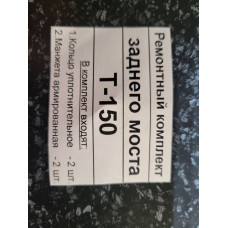 Ремонтный комплект
заднего моста
Т-150
В комплект входят:
1.Кольцо уплотнительное - 2 шт
2.Манжета армированная - 2 шт